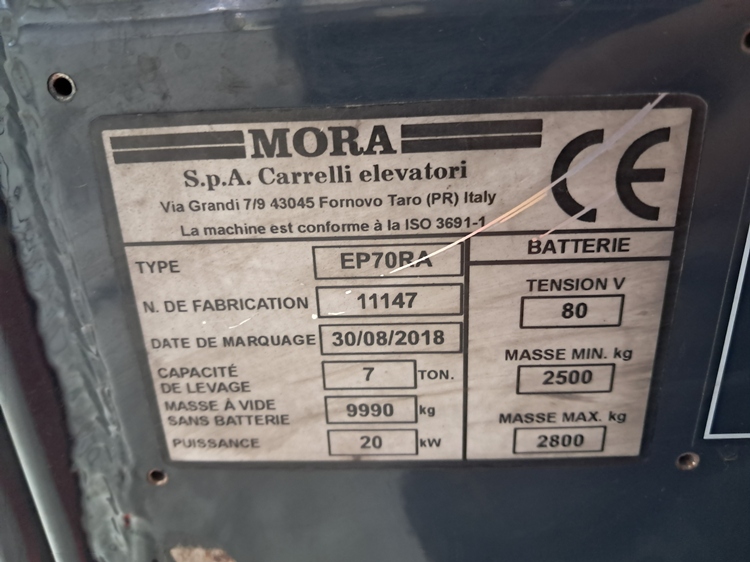 MORA
S.p.A. Carrelli elevatori
Via Grandi 7/9 43045 Fornovo Taro (PR) Italy
La machine est conforme à la ISO 3691-1
CE
TYPE EP70RA
N. DE FABRICATION 11147
DATE DE MARQUAGE 30/08/2018
CAPACITÉ
DE LEVAGE 7 TON.
MASSE À VIDE
SANS BATTERIE 9990 kg
PUISSANCE 20 kW
BATTERIE
TENSION V
80
MASSE MIN. kg
2500
MASSE MAX. kg
2800